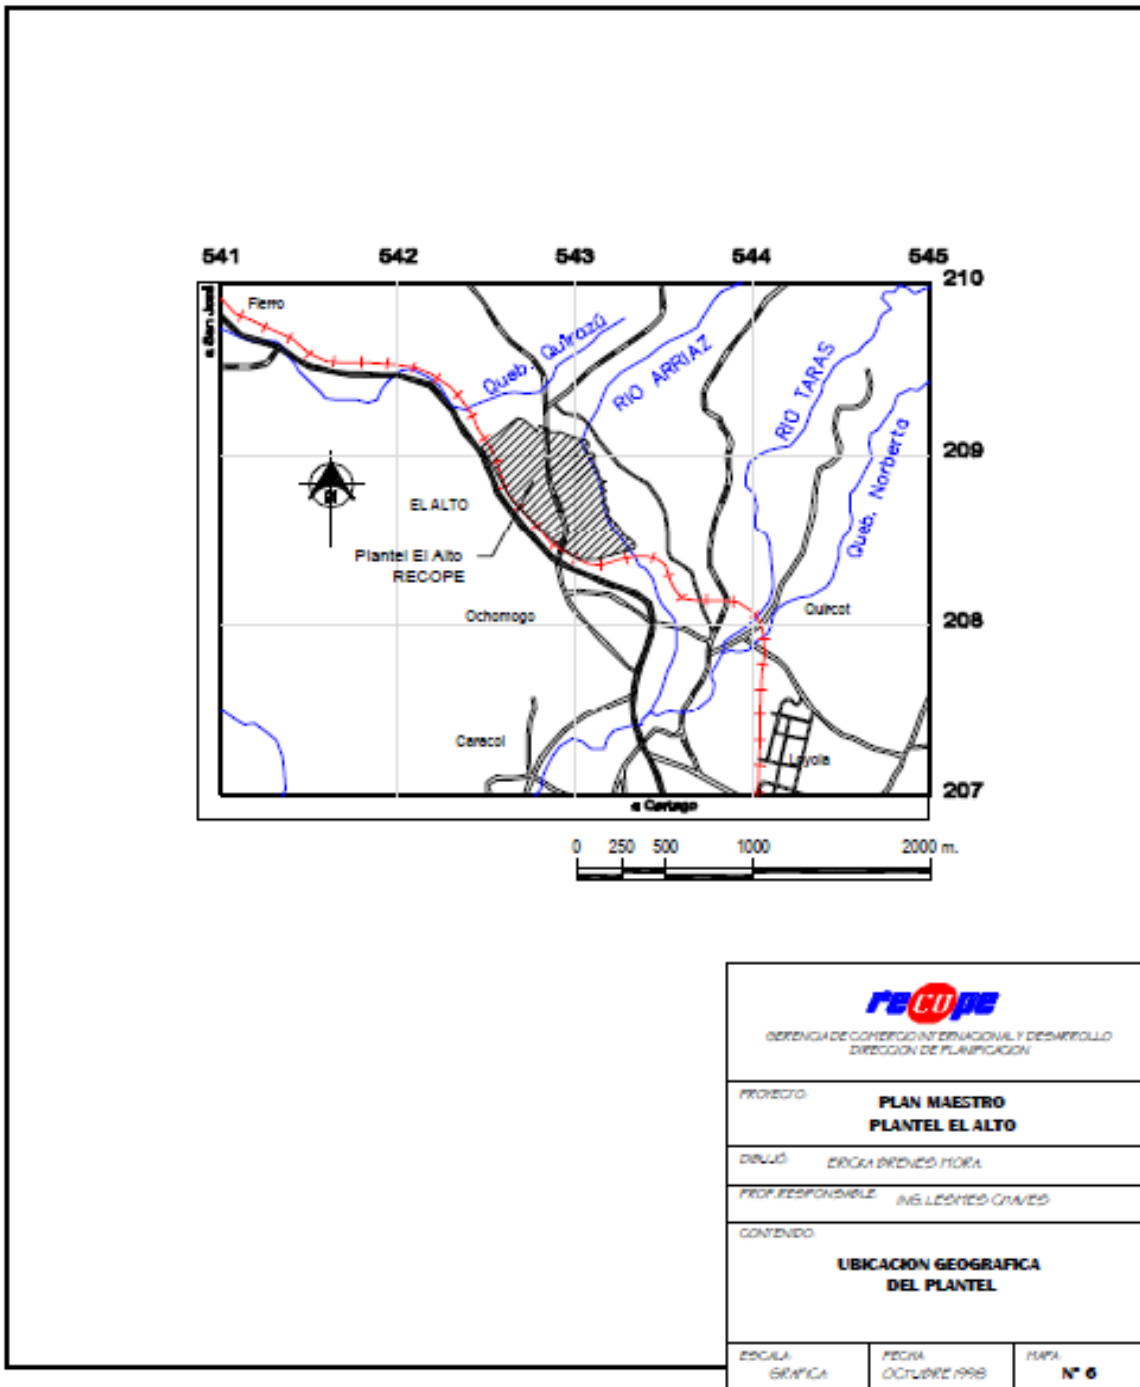 541 542 543 544 545
210
a San José
Fierro
Queb. Quirazú
RIO ARRIAZ
RIO TARAS
209
Queb. Norberta
EL ALTO
Plantel El Alto
RECOPE
Ochomogo
Quircot
208
Caracol
Loyola
207
a Cartago
0 250 500 1000 2000 m.
recope
GERENCIA DE COMERCIO INTERNACIONAL Y DESARROLLO
DIRECCION DE PLANIFICACION
PROYECTO:
PLAN MAESTRO
PLANTEL EL ALTO
DIBUJO: ERICKA BRENES MORA
PROF. RESPONSABLE: ING. LESMES CHAVES
CONTENIDO:
UBICACION GEOGRAFICA
DEL PLANTEL
ESCALA: FECHA: MAPA:
GRAFICA OCTUBRE 1998 N° 6